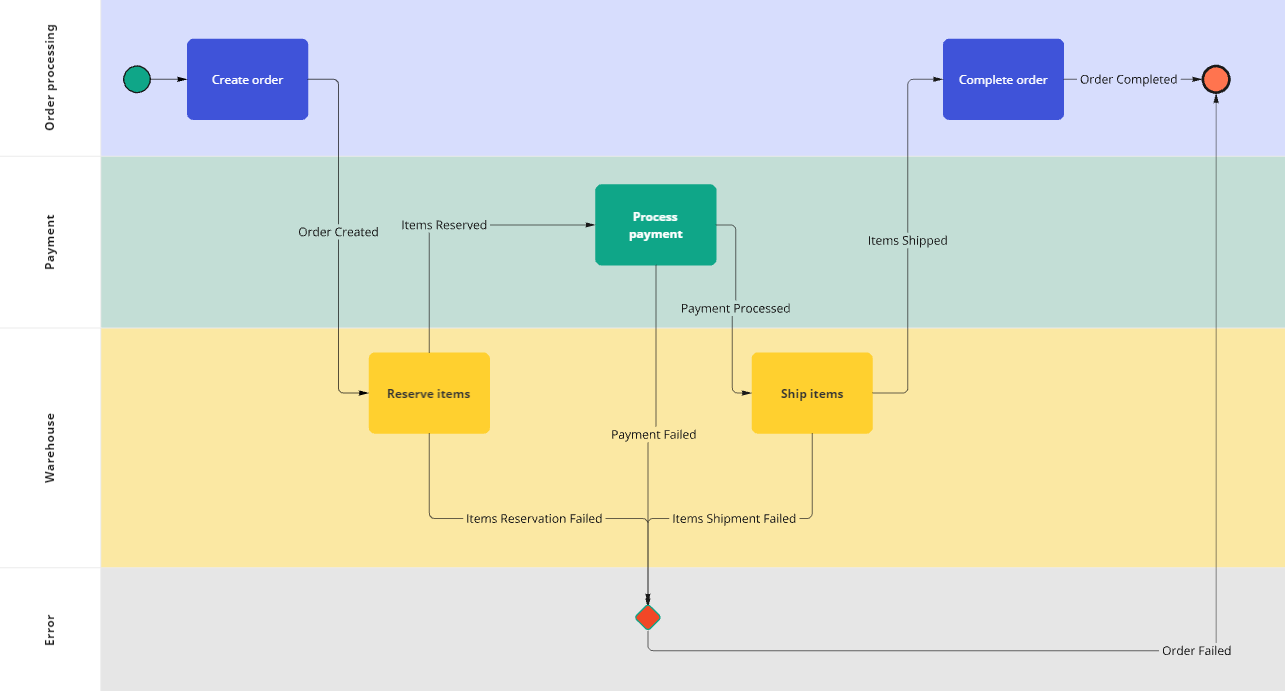 Order processing
Create order
Complete order
Order Completed
Payment
Order Created
Items Reserved
Process
payment
Items Shipped
Payment Processed
Warehouse
Reserve items
Ship items
Payment Failed
Items Reservation Failed
Items Shipment Failed
Error
Order Failed